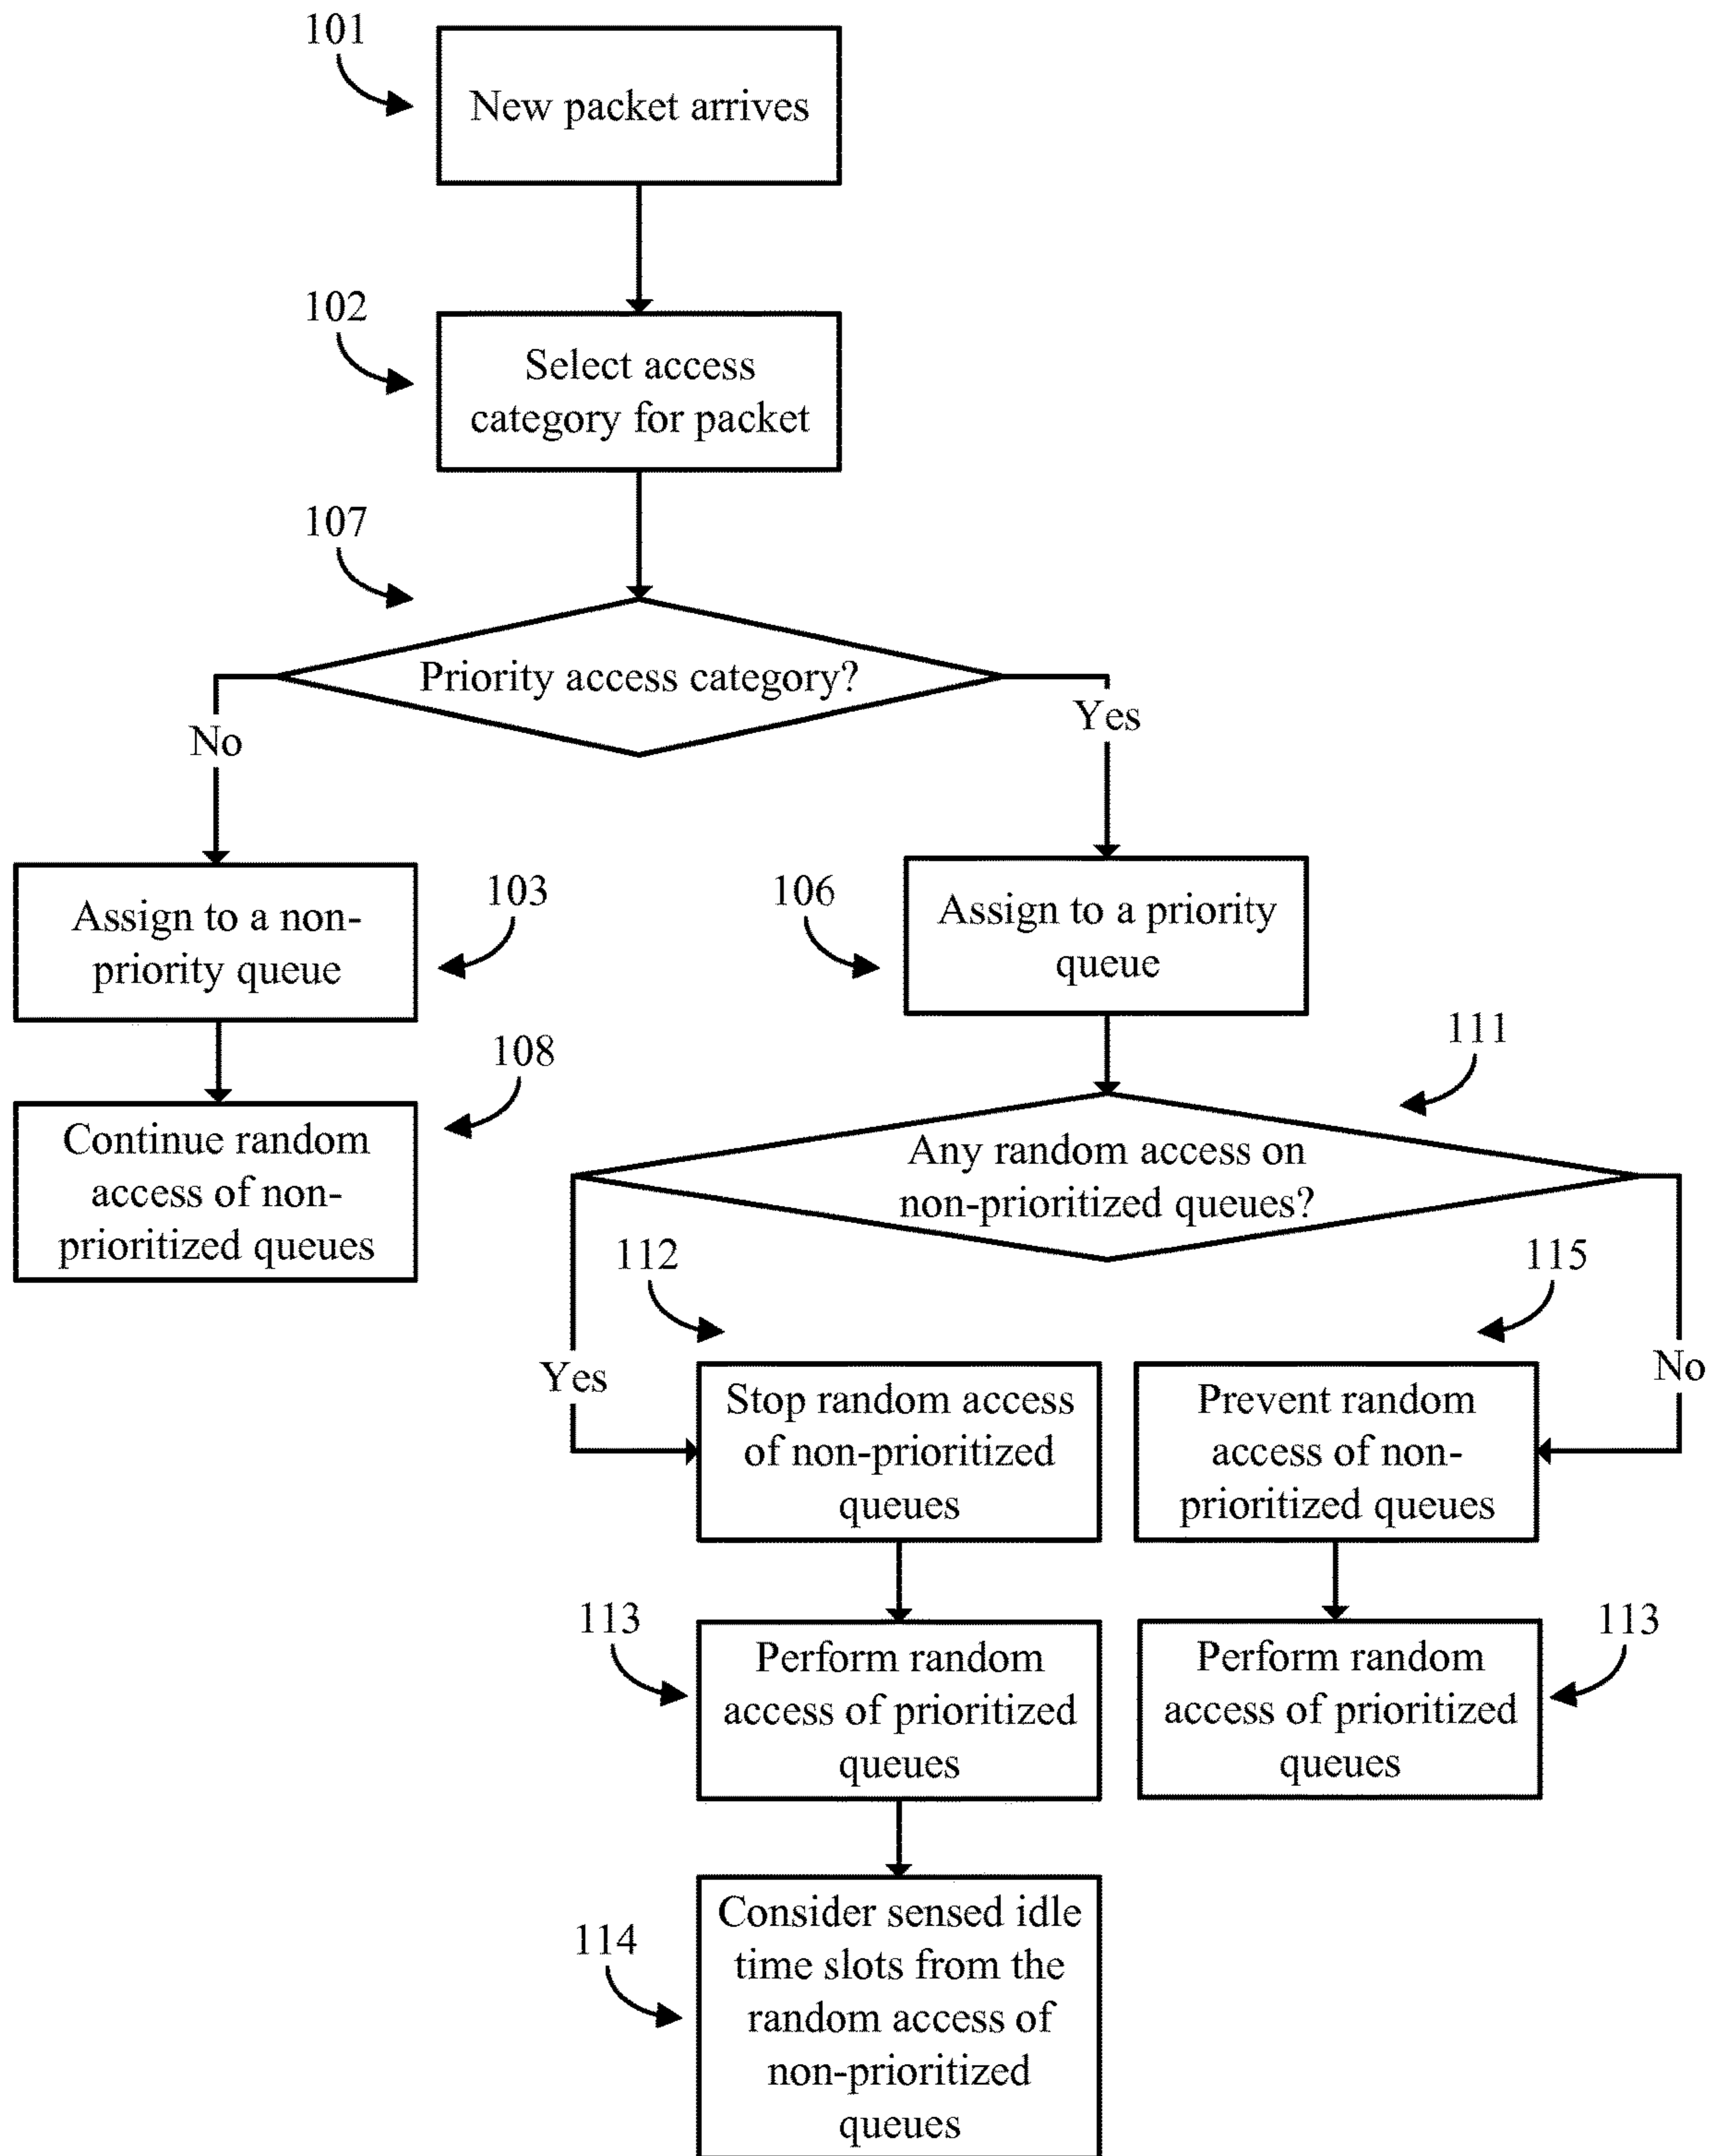 101
New packet arrives
102
Select access
category for packet
107
Priority access category?
No
Yes
Assign to a non-
priority queue
103
106
Assign to a priority
queue
108
Continue random
access of non-
prioritized queues
111
Any random access on
non-prioritized queues?
112
115
Yes
No
Stop random access
of non-prioritized
queues
Prevent random
access of non-
prioritized queues
113
Perform random
access of prioritized
queues
Perform random
access of prioritized
queues
113
114
Consider sensed idle
time slots from the
random access of
non-prioritized
queues